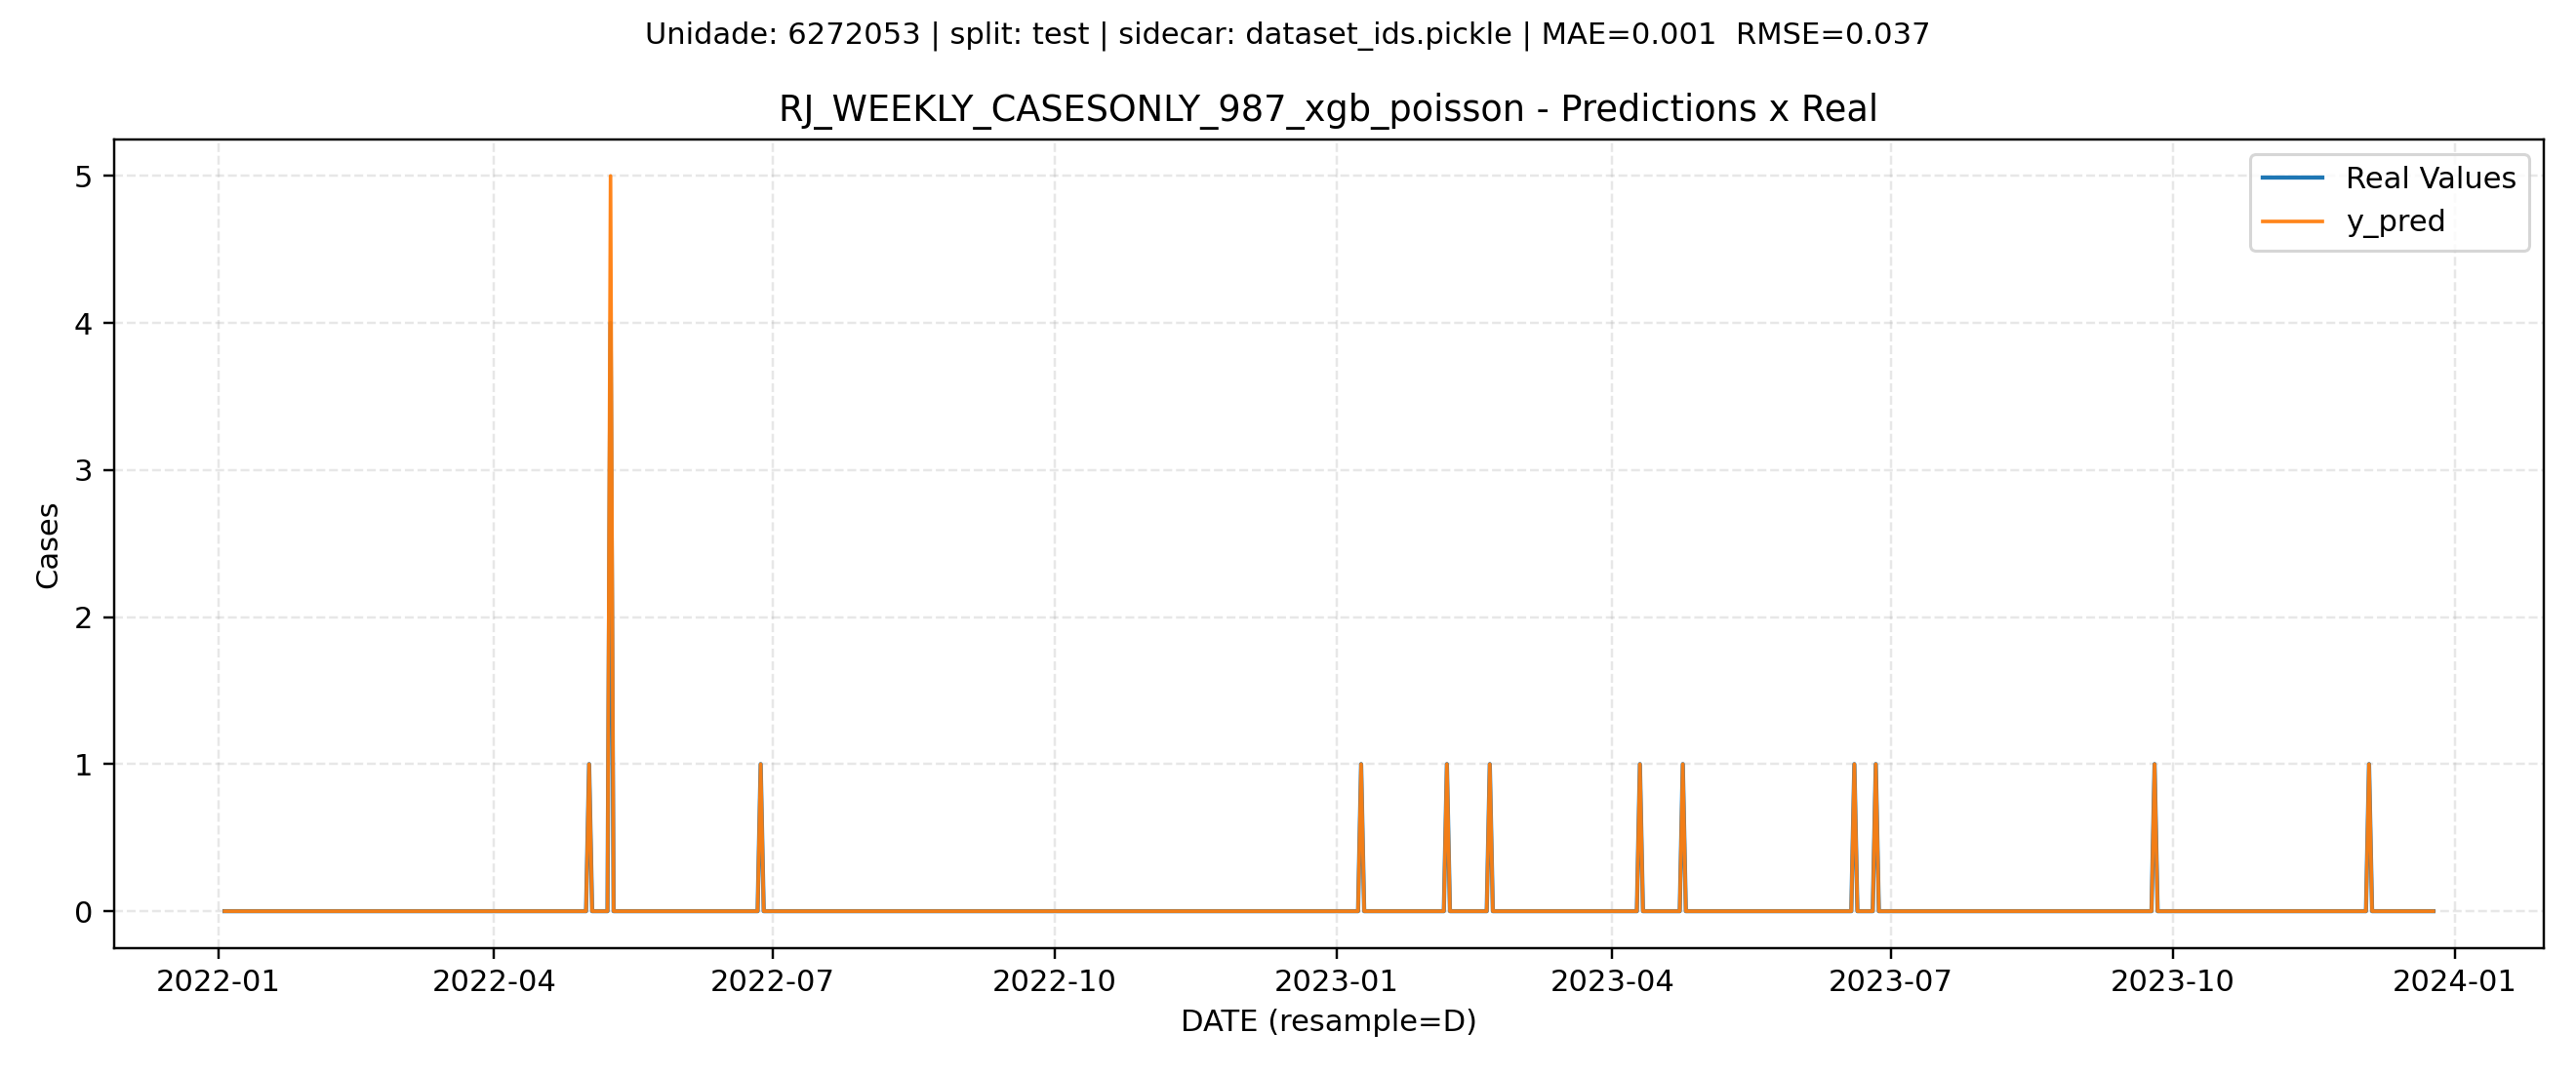 Unidade: 6272053 | split: test | sidecar: dataset_ids.pickle | MAE=0.001  RMSE=0.037
RJ_WEEKLY_CASESONLY_987_xgb_poisson - Predictions x Real
Real Values
y_pred
5
4
3
2
1
0
Cases
2022-01
2022-04
2022-07
2022-10
2023-01
2023-04
2023-07
2023-10
2024-01
DATE (resample=D)